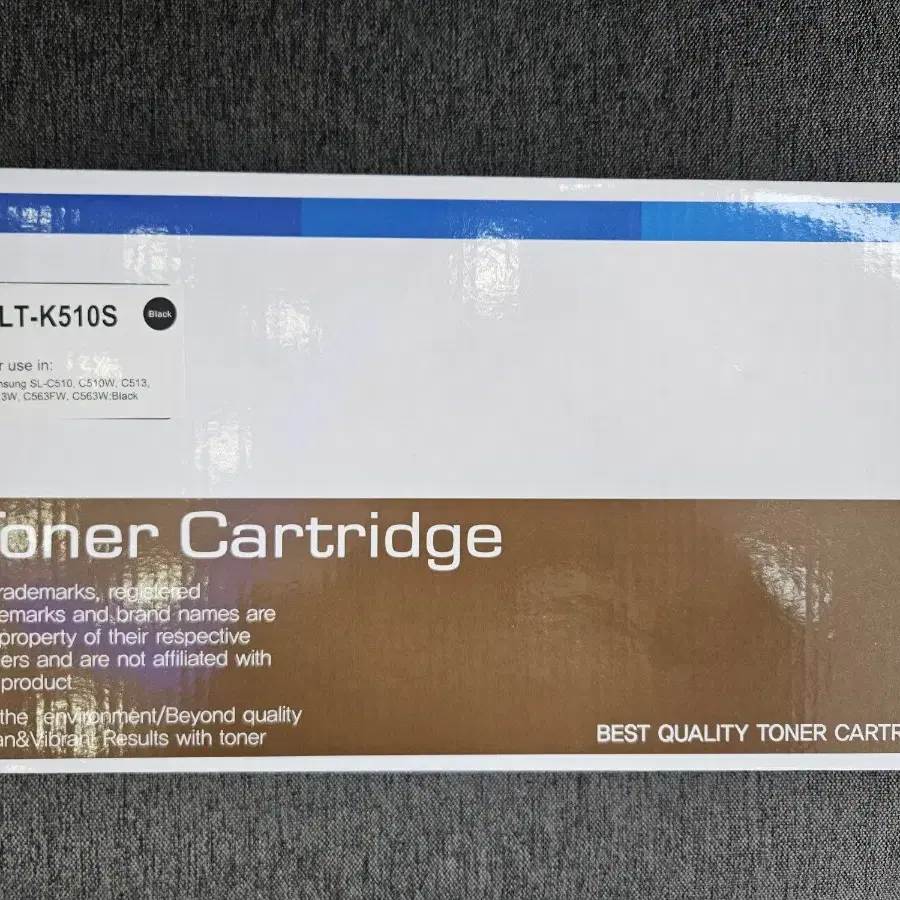 LT-K510S
Black
r use in:
nsung SL-C510, C510W, C513,
3W, C563FW, C563W;Black
Toner Cartridge
rademarks, registered
emarks and brand names are
property of their respective
ers and are not affiliated with
product
the environment/Beyond quality
an&Vibrant Results with toner
BEST QUALITY TONER CARTR